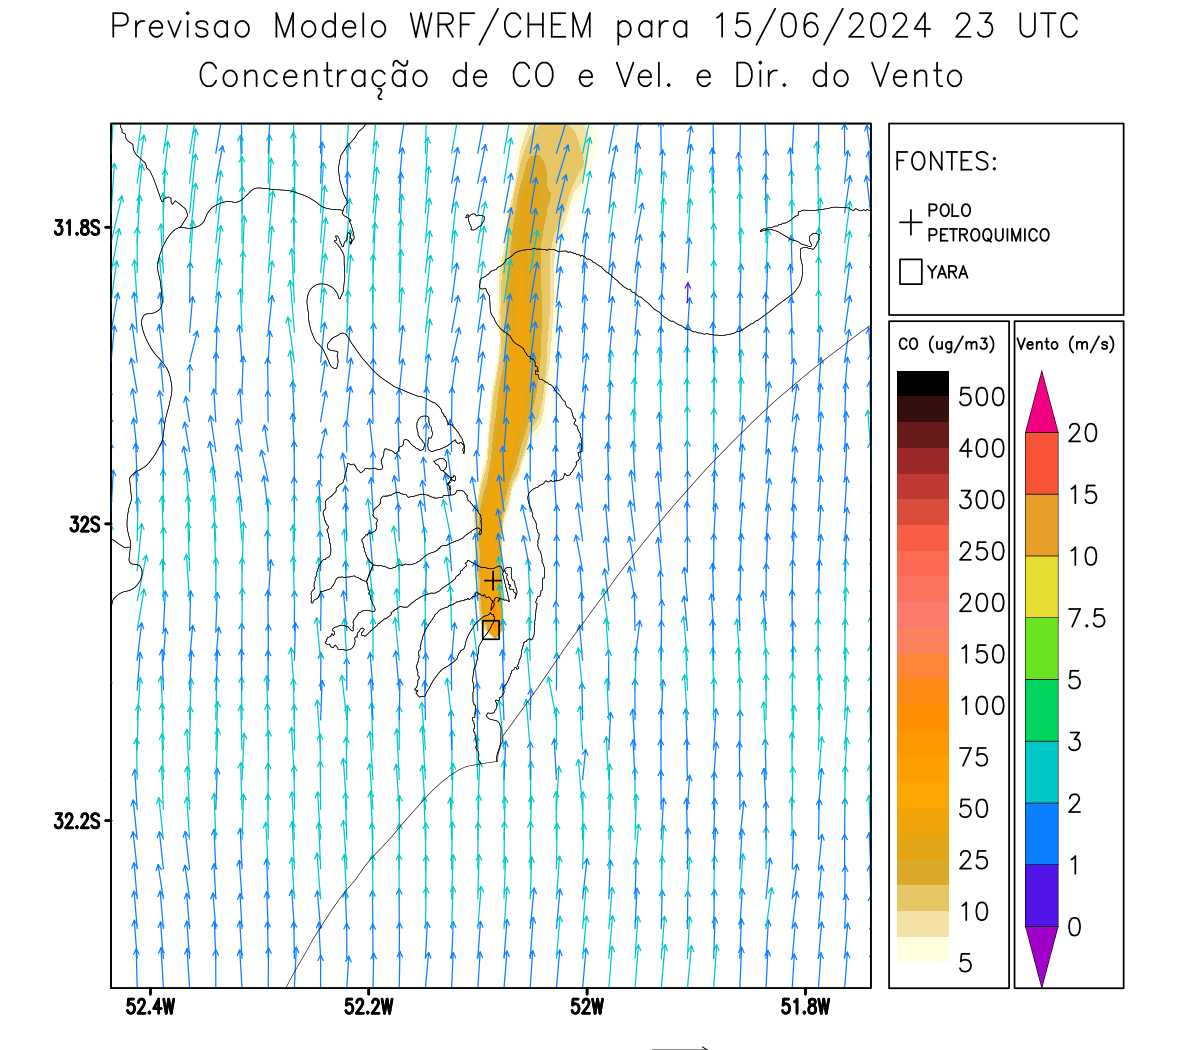 Previsao Modelo WRF/CHEM para 15/06/2024 23 UTC
Concentração de CO e Vel. e Dir. do Vento
FONTES:
POLO
PETROQUIMICO
YARA
CO (ug/m3)
500
400
300
250
200
150
100
75
50
25
10
5
Vento (m/s)
20
15
10
7.5
5
3
2
1
0
31.8S
32S
32.2S
52.4W
52.2W
52W
51.8W